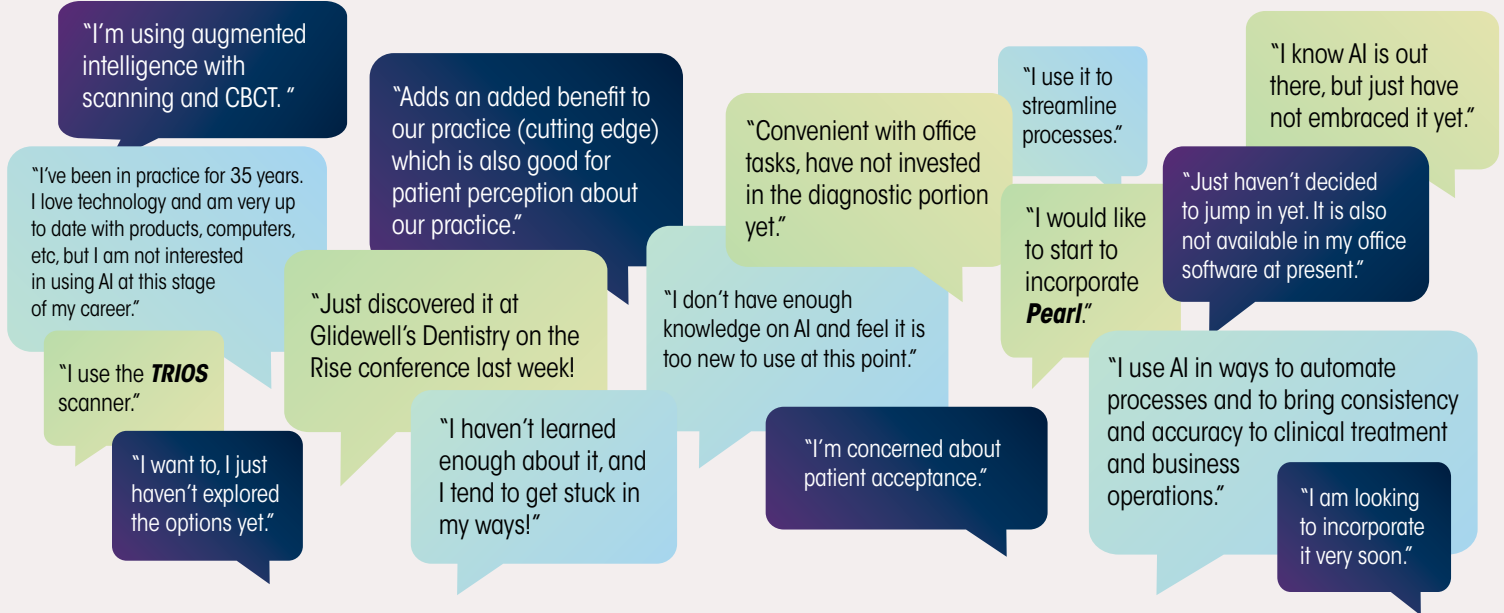 “I’m using augmented
intelligence with
scanning and CBCT. ”
“I’ve been in practice for 35 years.
I love technology and am very up
to date with products, computers,
etc, but I am not interested
in using AI at this stage
of my career.”
“I use the TRIOS
scanner.”
“I want to, I just
haven’t explored
the options yet.”
“Adds an added benefit to
our practice (cutting edge)
which is also good for
patient perception about
our practice.”
“Just discovered it at
Glidewell’s Dentistry on the
Rise conference last week!
“I haven’t learned
enough about it, and
I tend to get stuck in
my ways!”
“Convenient with office
tasks, have not invested
in the diagnostic portion
yet.”
“I don’t have enough
knowledge on AI and feel it is
too new to use at this point.”
“I’m concerned about
patient acceptance.”
“I use it to
streamline
processes.”
“I would like
to start to
incorporate
Pearl.”
“I know AI is out
there, but just have
not embraced it yet.”
“Just haven’t decided
to jump in yet. It is also
not available in my office
software at present.”
“I use AI in ways to automate
processes and to bring consistency
and accuracy to clinical treatment
and business
operations.”
“I am looking
to incorporate
it very soon.”